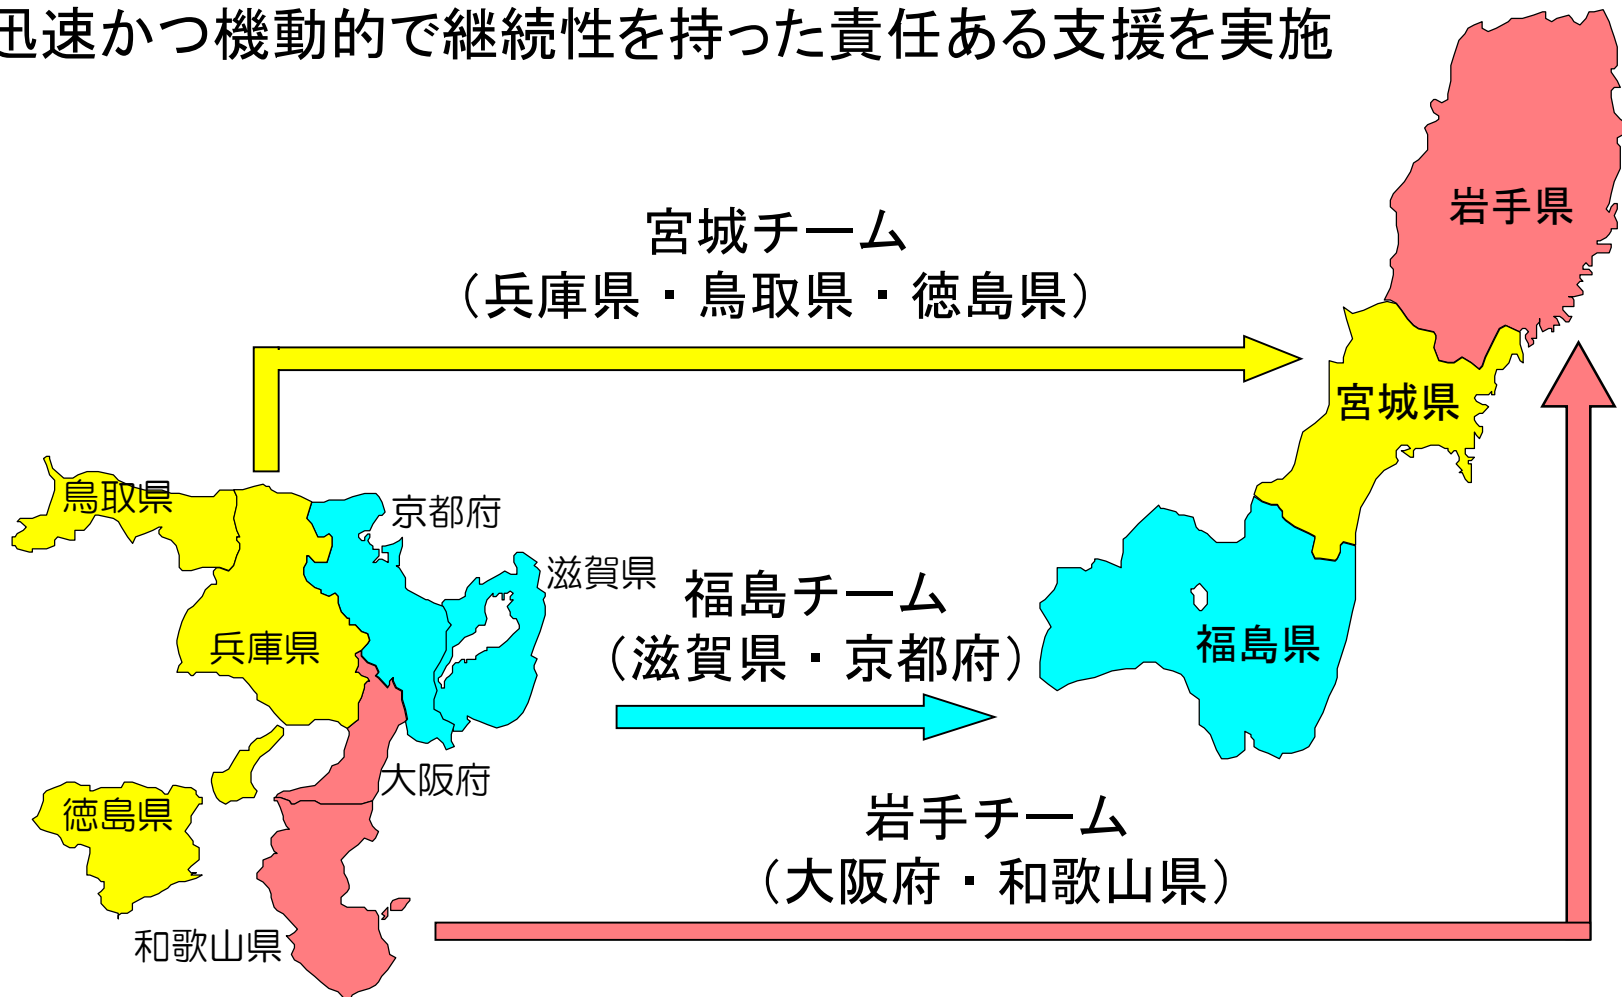 迅速かつ機動的で継続性を持った責任ある支援を実施
岩手県
宮城チーム
（兵庫県・鳥取県・徳島県）
宮城県
鳥取県
京都府
滋賀県
福島チーム
（滋賀県・京都府）
兵庫県
福島県
大阪府
徳島県
岩手チーム
（大阪府・和歌山県）
和歌山県